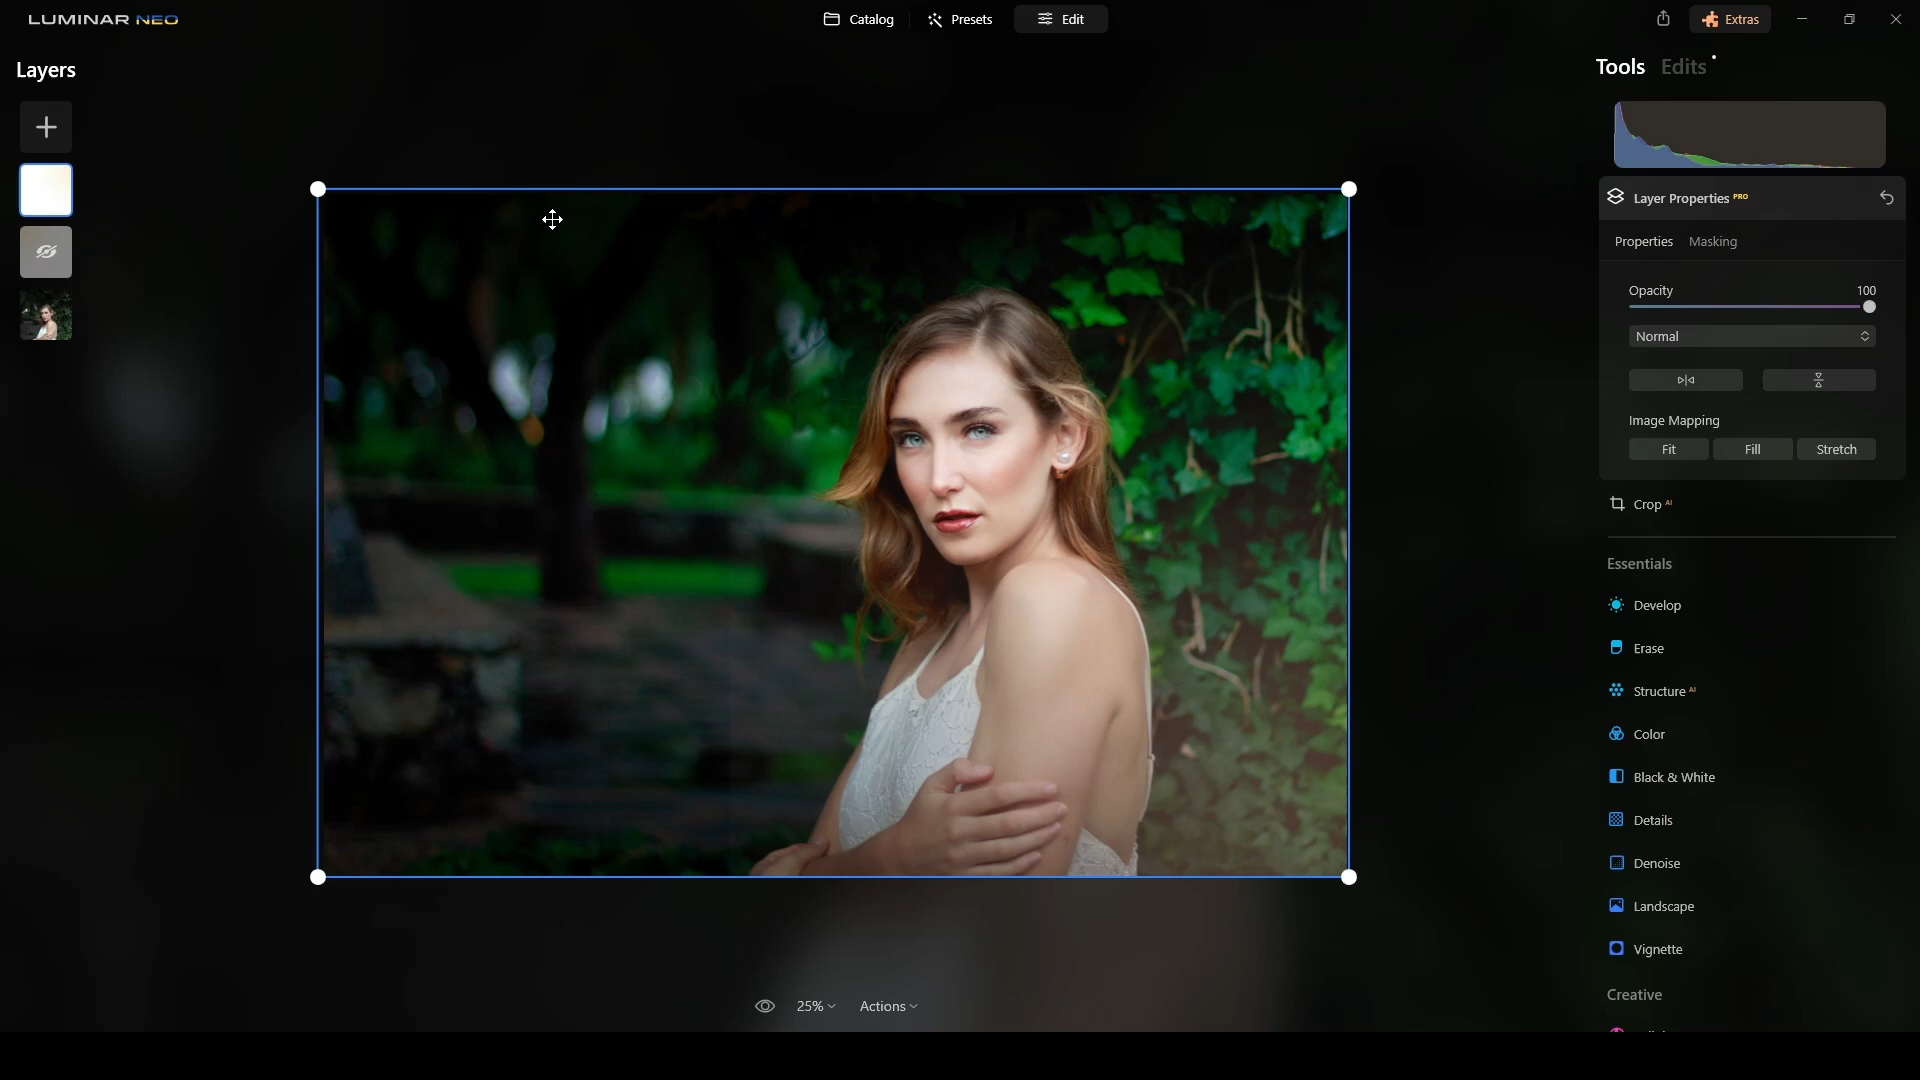 LUMINAR NEO
Catalog
Presets
Edit
Extras
Layers
Tools
Edits
Layer Properties PRO
Properties
Masking
Opacity
100
Normal
Image Mapping
Fit
Fill
Stretch
Crop AI
Essentials
Develop
Erase
Structure AI
Color
Black & White
Details
Denoise
Landscape
Vignette
Creative
25%
Actions